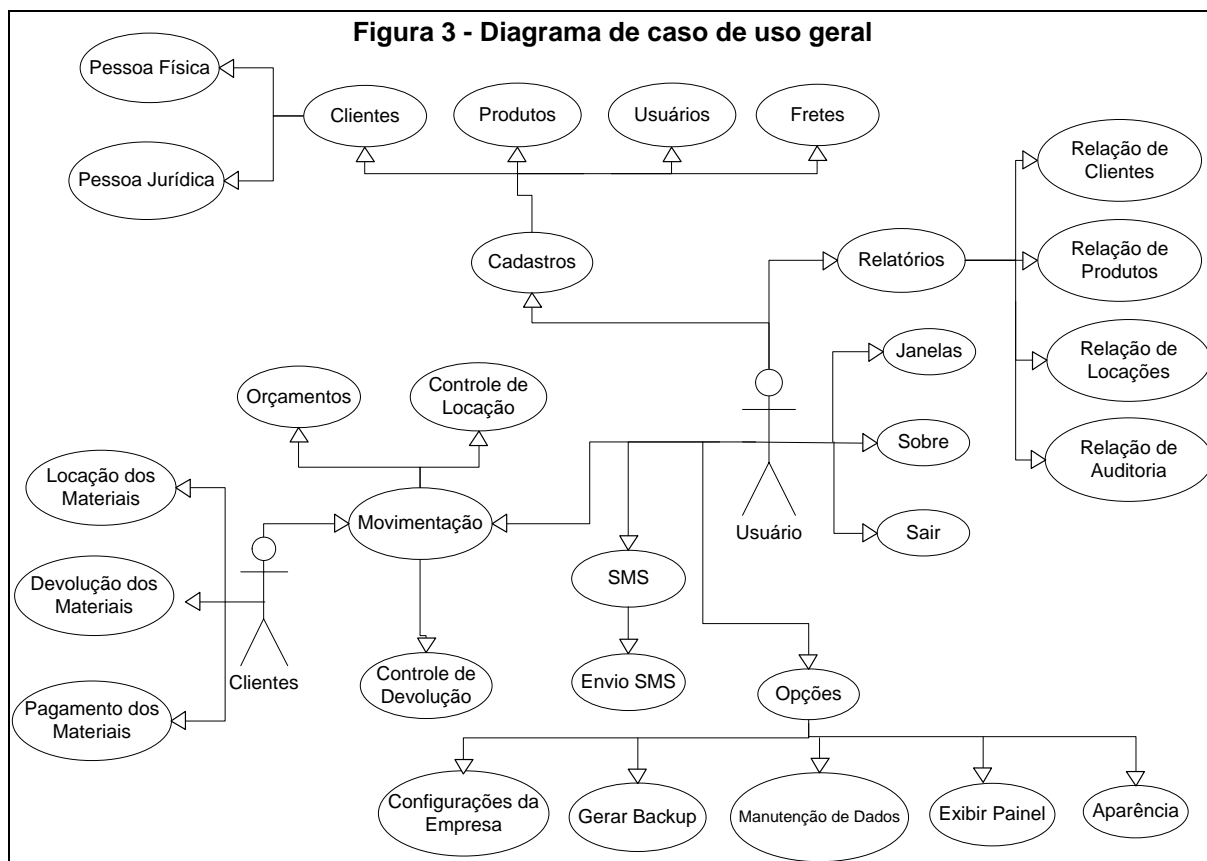 Figura 3 - Diagrama de caso de uso geral
Pessoa Física
Clientes
Produtos
Usuários
Fretes
Pessoa Jurídica
Relação de
Clientes
Cadastros
Relatórios
Relação de
Produtos
Janelas
Relação de
Locações
Orçamentos
Controle de
Locação
Sobre
Relação de
Auditoria
Locação dos
Materiais
Movimentação
Usuário
Sair
Devolução dos
Materiais
SMS
Clientes
Controle de
Devolução
Envio SMS
Opções
Pagamento dos
Materiais
Configurações da
Empresa
Gerar Backup
Manutenção de Dados
Exibir Painel
Aparência